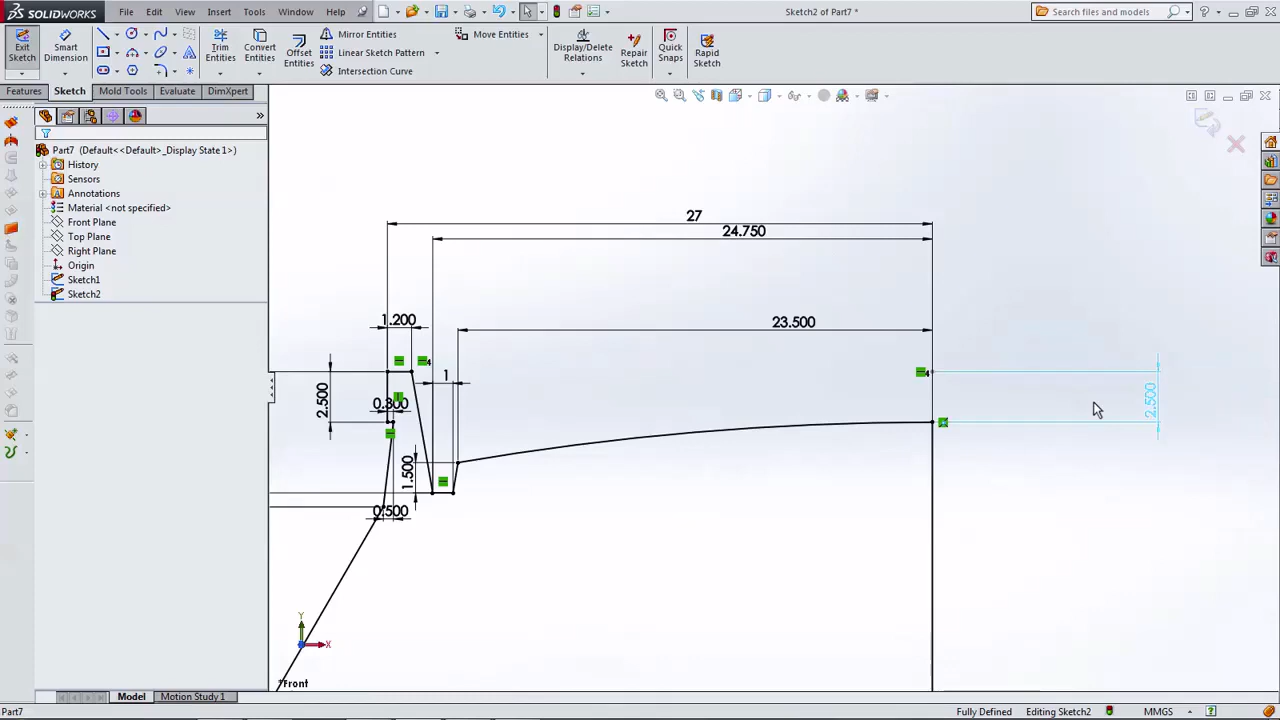 SOLIDWORKS
File Edit View Insert Tools Window Help
Sketch2 of Part7 *
Search files and models
Exit Sketch
Smart Dimension
Trim Entities
Convert Entities
Offset Entities
Mirror Entities
Linear Sketch Pattern
Intersection Curve
Move Entities
Display/Delete Relations
Repair Sketch
Quick Snaps
Rapid Sketch
Features Sketch Mold Tools Evaluate DimXpert
Part7 (Default<<Default>_Display State 1>)
History
Sensors
Annotations
Material <not specified>
Front Plane
Top Plane
Right Plane
Origin
Sketch1
Sketch2
27
24.750
1.200
23.500
1
2.500
0.300
2.500
1.500
0.500
Y
X
*Front
Model Motion Study 1
Part7
Fully Defined Editing Sketch2 MMGS